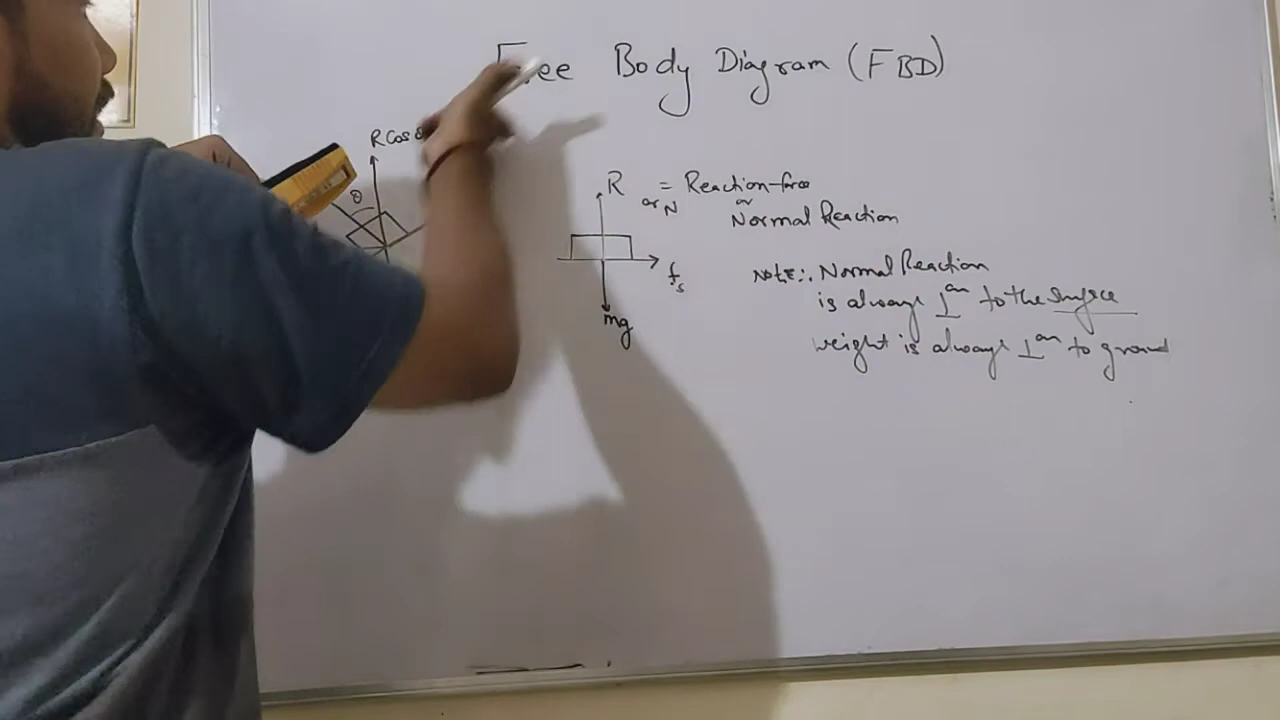 Free Body Diagram (FBD)
R Cos θ
θ
R = Reaction force
or N or
Normal Reaction
fs
mg
Note:. Normal Reaction
is always ⊥ar to the surface
weight is always ⊥ar to ground